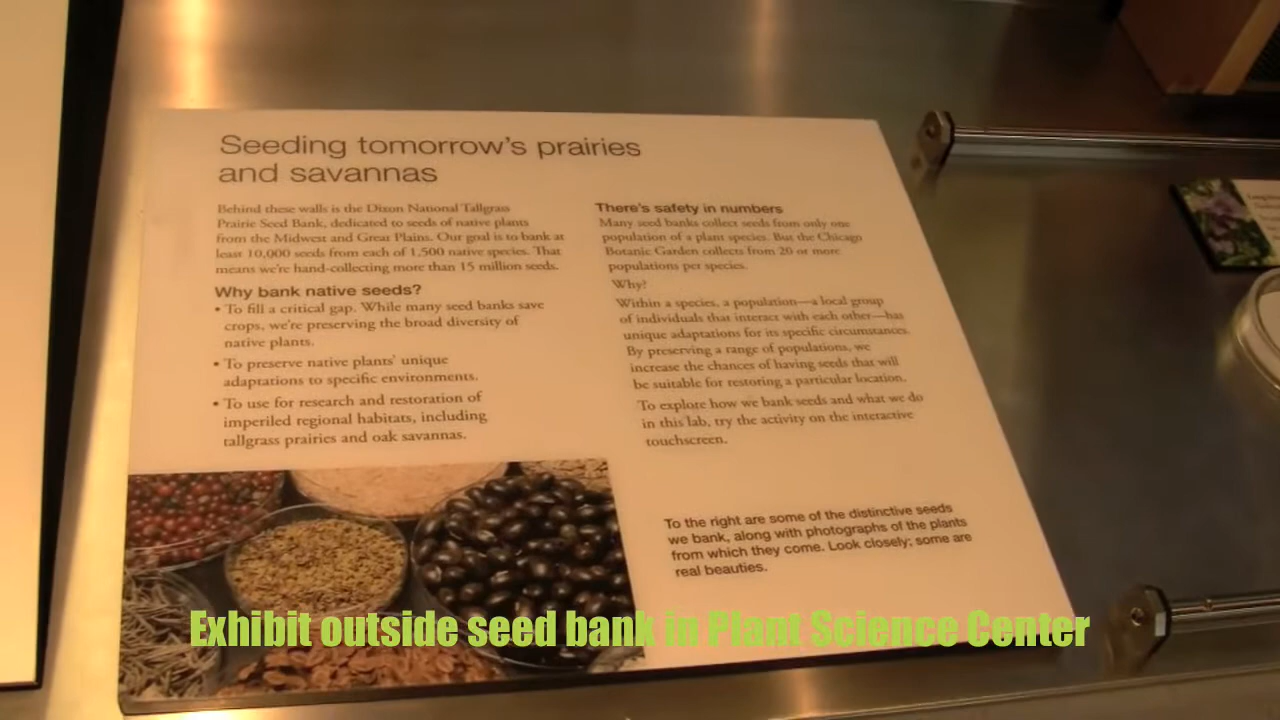 Seeding tomorrow's prairies
and savannas
Behind these walls is the Dixon National Tallgrass
Prairie Seed Bank, dedicated to seeds of native plants
from the Midwest and Great Plains. Our goal is to bank at
least 10,000 seeds from each of 1,500 native species. That
means we're hand-collecting more than 15 million seeds.
Why bank native seeds?
• To fill a critical gap. While many seed banks save
crops, we're preserving the broad diversity of
native plants.
• To preserve native plants' unique
adaptations to specific environments.
• To use for research and restoration of
imperiled regional habitats, including
tallgrass prairies and oak savannas.
There's safety in numbers
Many seed banks collect seeds from only one
population of a plant species. But the Chicago
Botanic Garden collects from 20 or more
populations per species.
Why?
Within a species, a population—a local group
of individuals that interact with each other—has
unique adaptations for its specific circumstances.
By preserving a range of populations, we
increase the chances of having seeds that will
be suitable for restoring a particular location.
To explore how we bank seeds and what we do
in this lab, try the activity on the interactive
touchscreen.
To the right are some of the distinctive seeds
we bank, along with photographs of the plants
from which they come. Look closely; some are
real beauties.
Exhibit outside seed bank in Plant Science Center